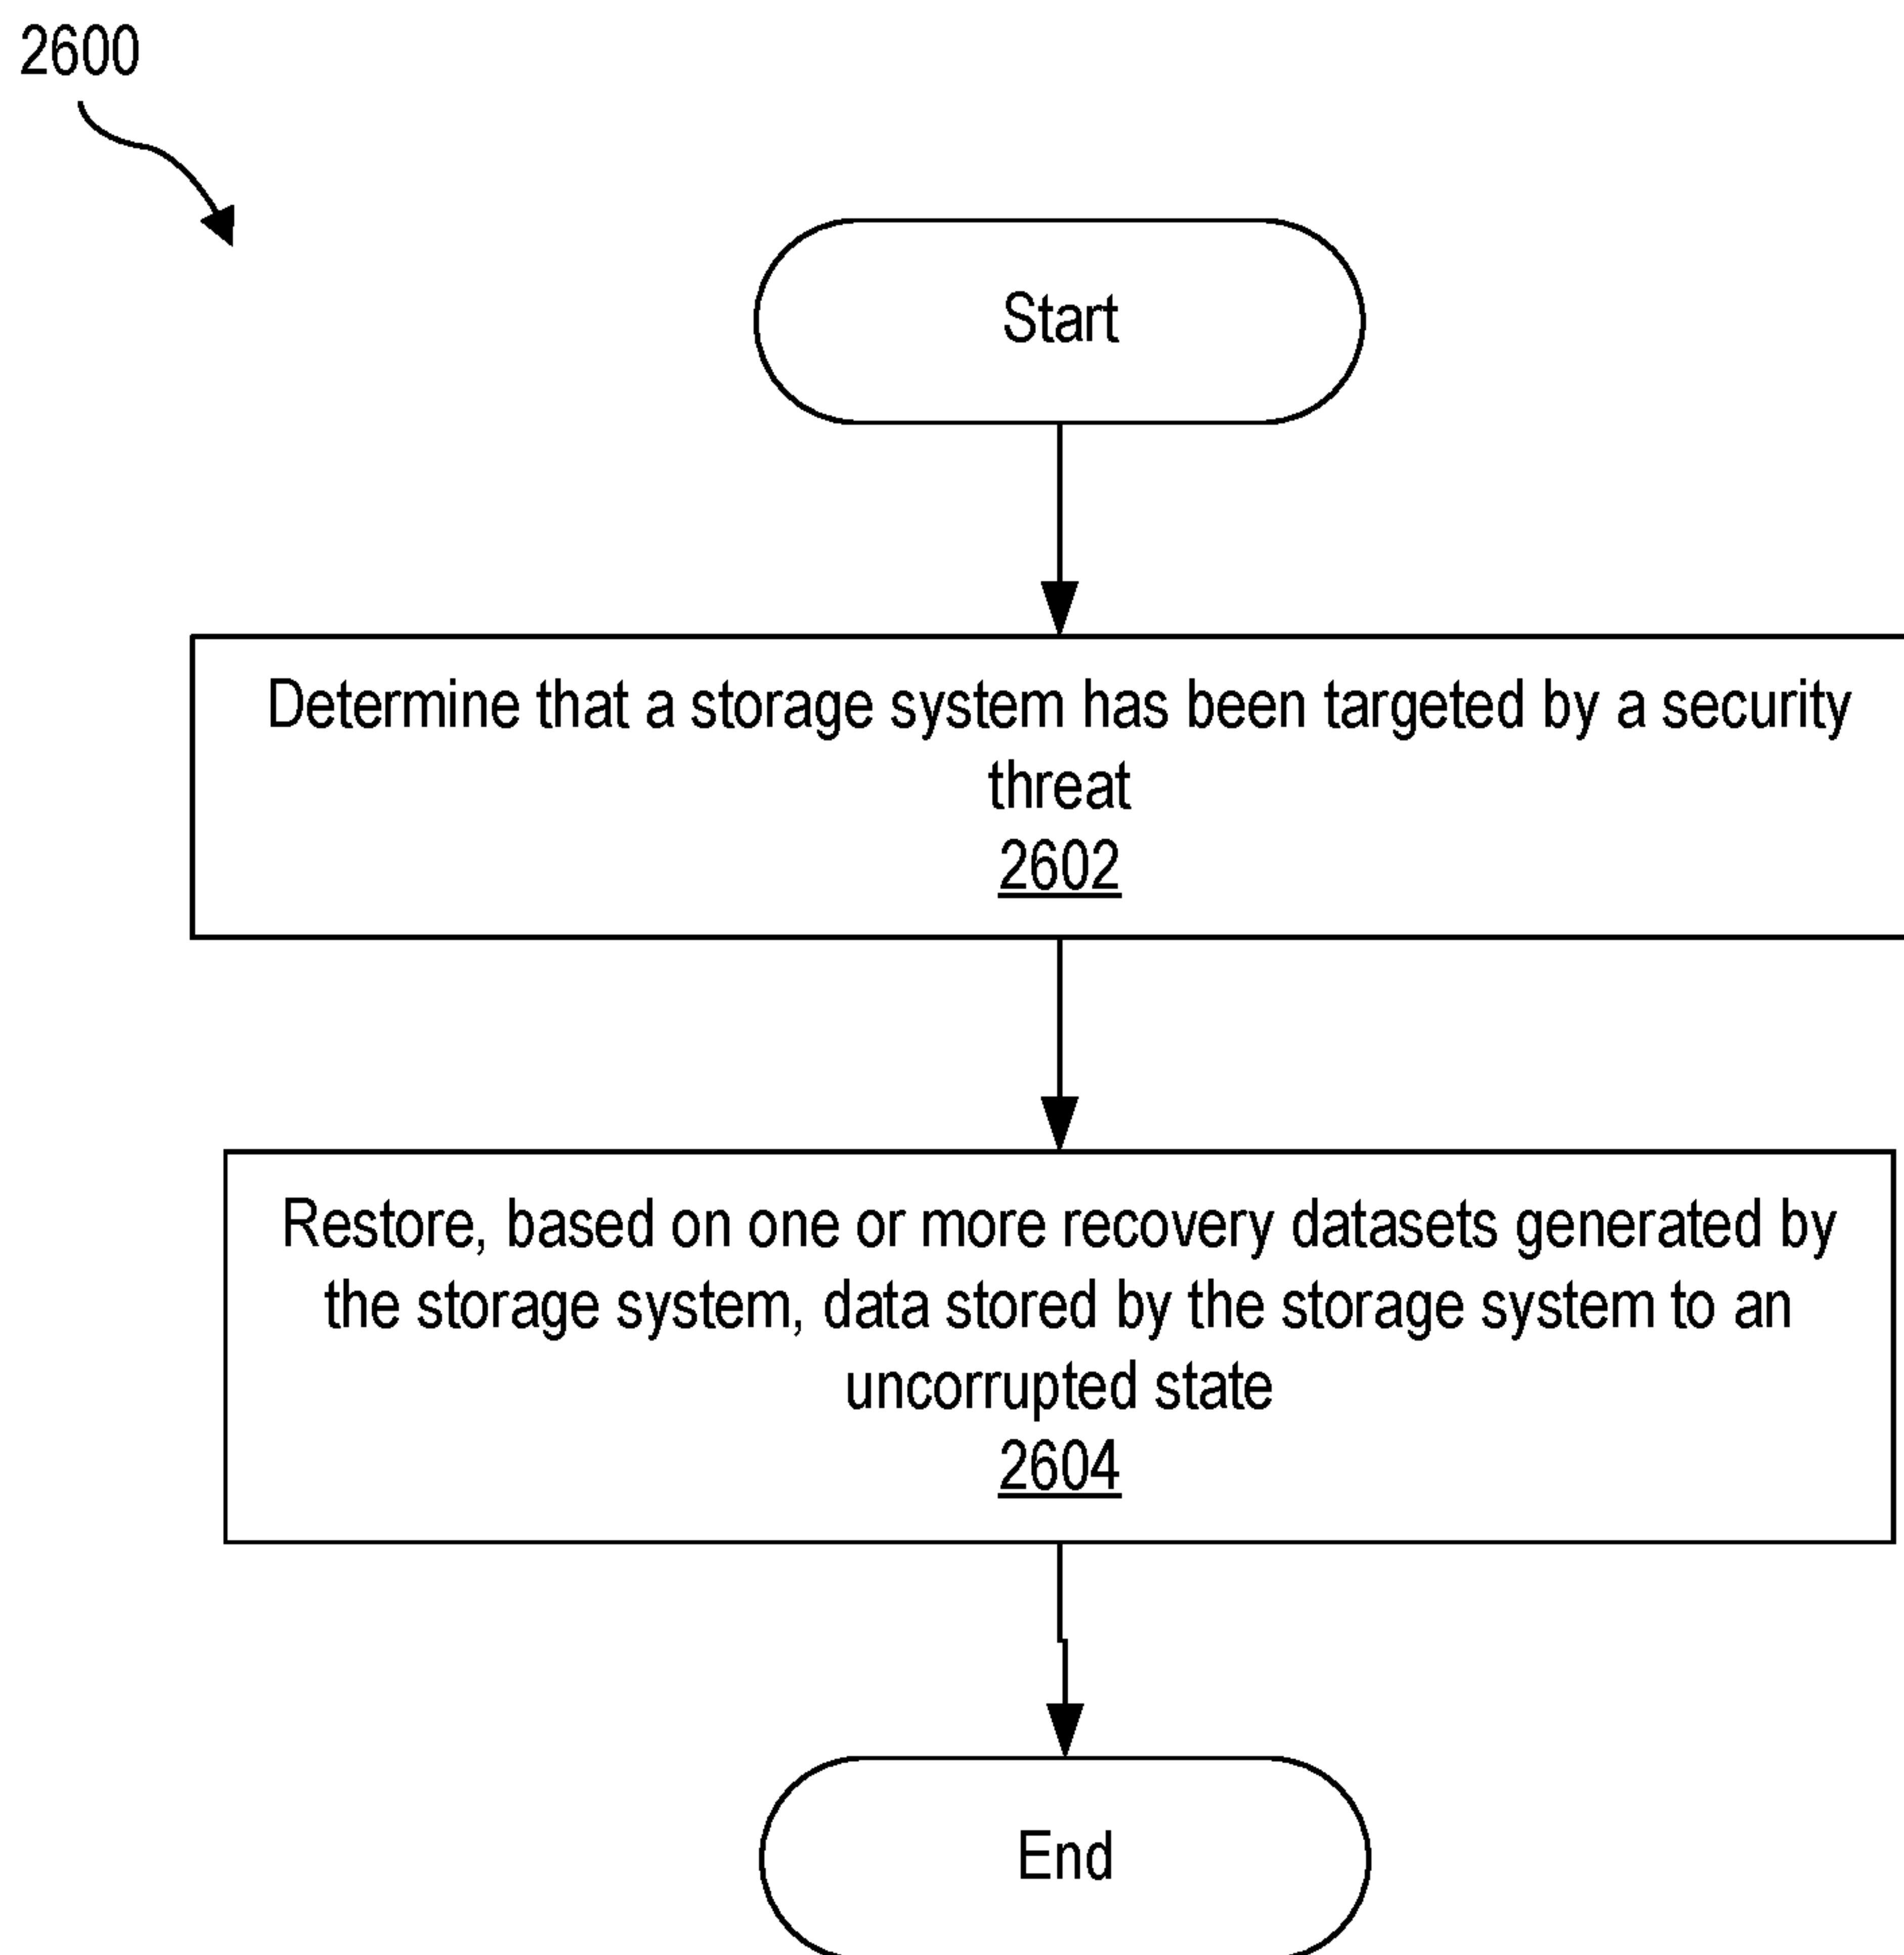 2600
Start
Determine that a storage system has been targeted by a security
threat
2602
Restore, based on one or more recovery datasets generated by
the storage system, data stored by the storage system to an
uncorrupted state
2604
End